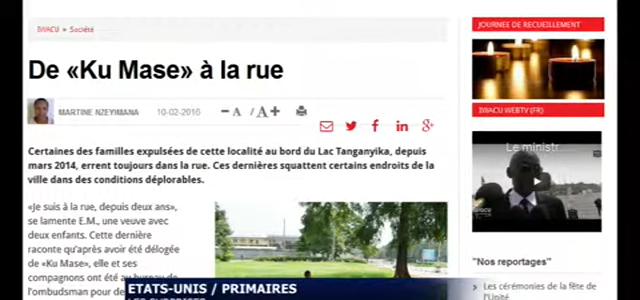 IWACU » Société
De «Ku Mase» à la rue
MARTINE NZEYIMANA 10-02-2016 − A / A +
Certaines des familles expulsées de cette localité au bord du Lac Tanganyika, depuis
mars 2014, errent toujours dans la rue. Ces dernières squattent certains endroits de la
ville dans des conditions déplorables.
«Je suis à la rue, depuis deux ans»,
se lamente E.M., une veuve avec
deux enfants. Cette dernière
raconte qu'après avoir été délogée
de «Ku Mase», elle et ses
compagnons ont été au bureau de
l'ombudsman pour de
JOURNEE DE RECUEILLEMENT
IWACU WEBTV (FR)
Le ministr
"Nos reportages"
Les cérémonies de la fête de
l'Unité
ETATS-UNIS / PRIMAIRES